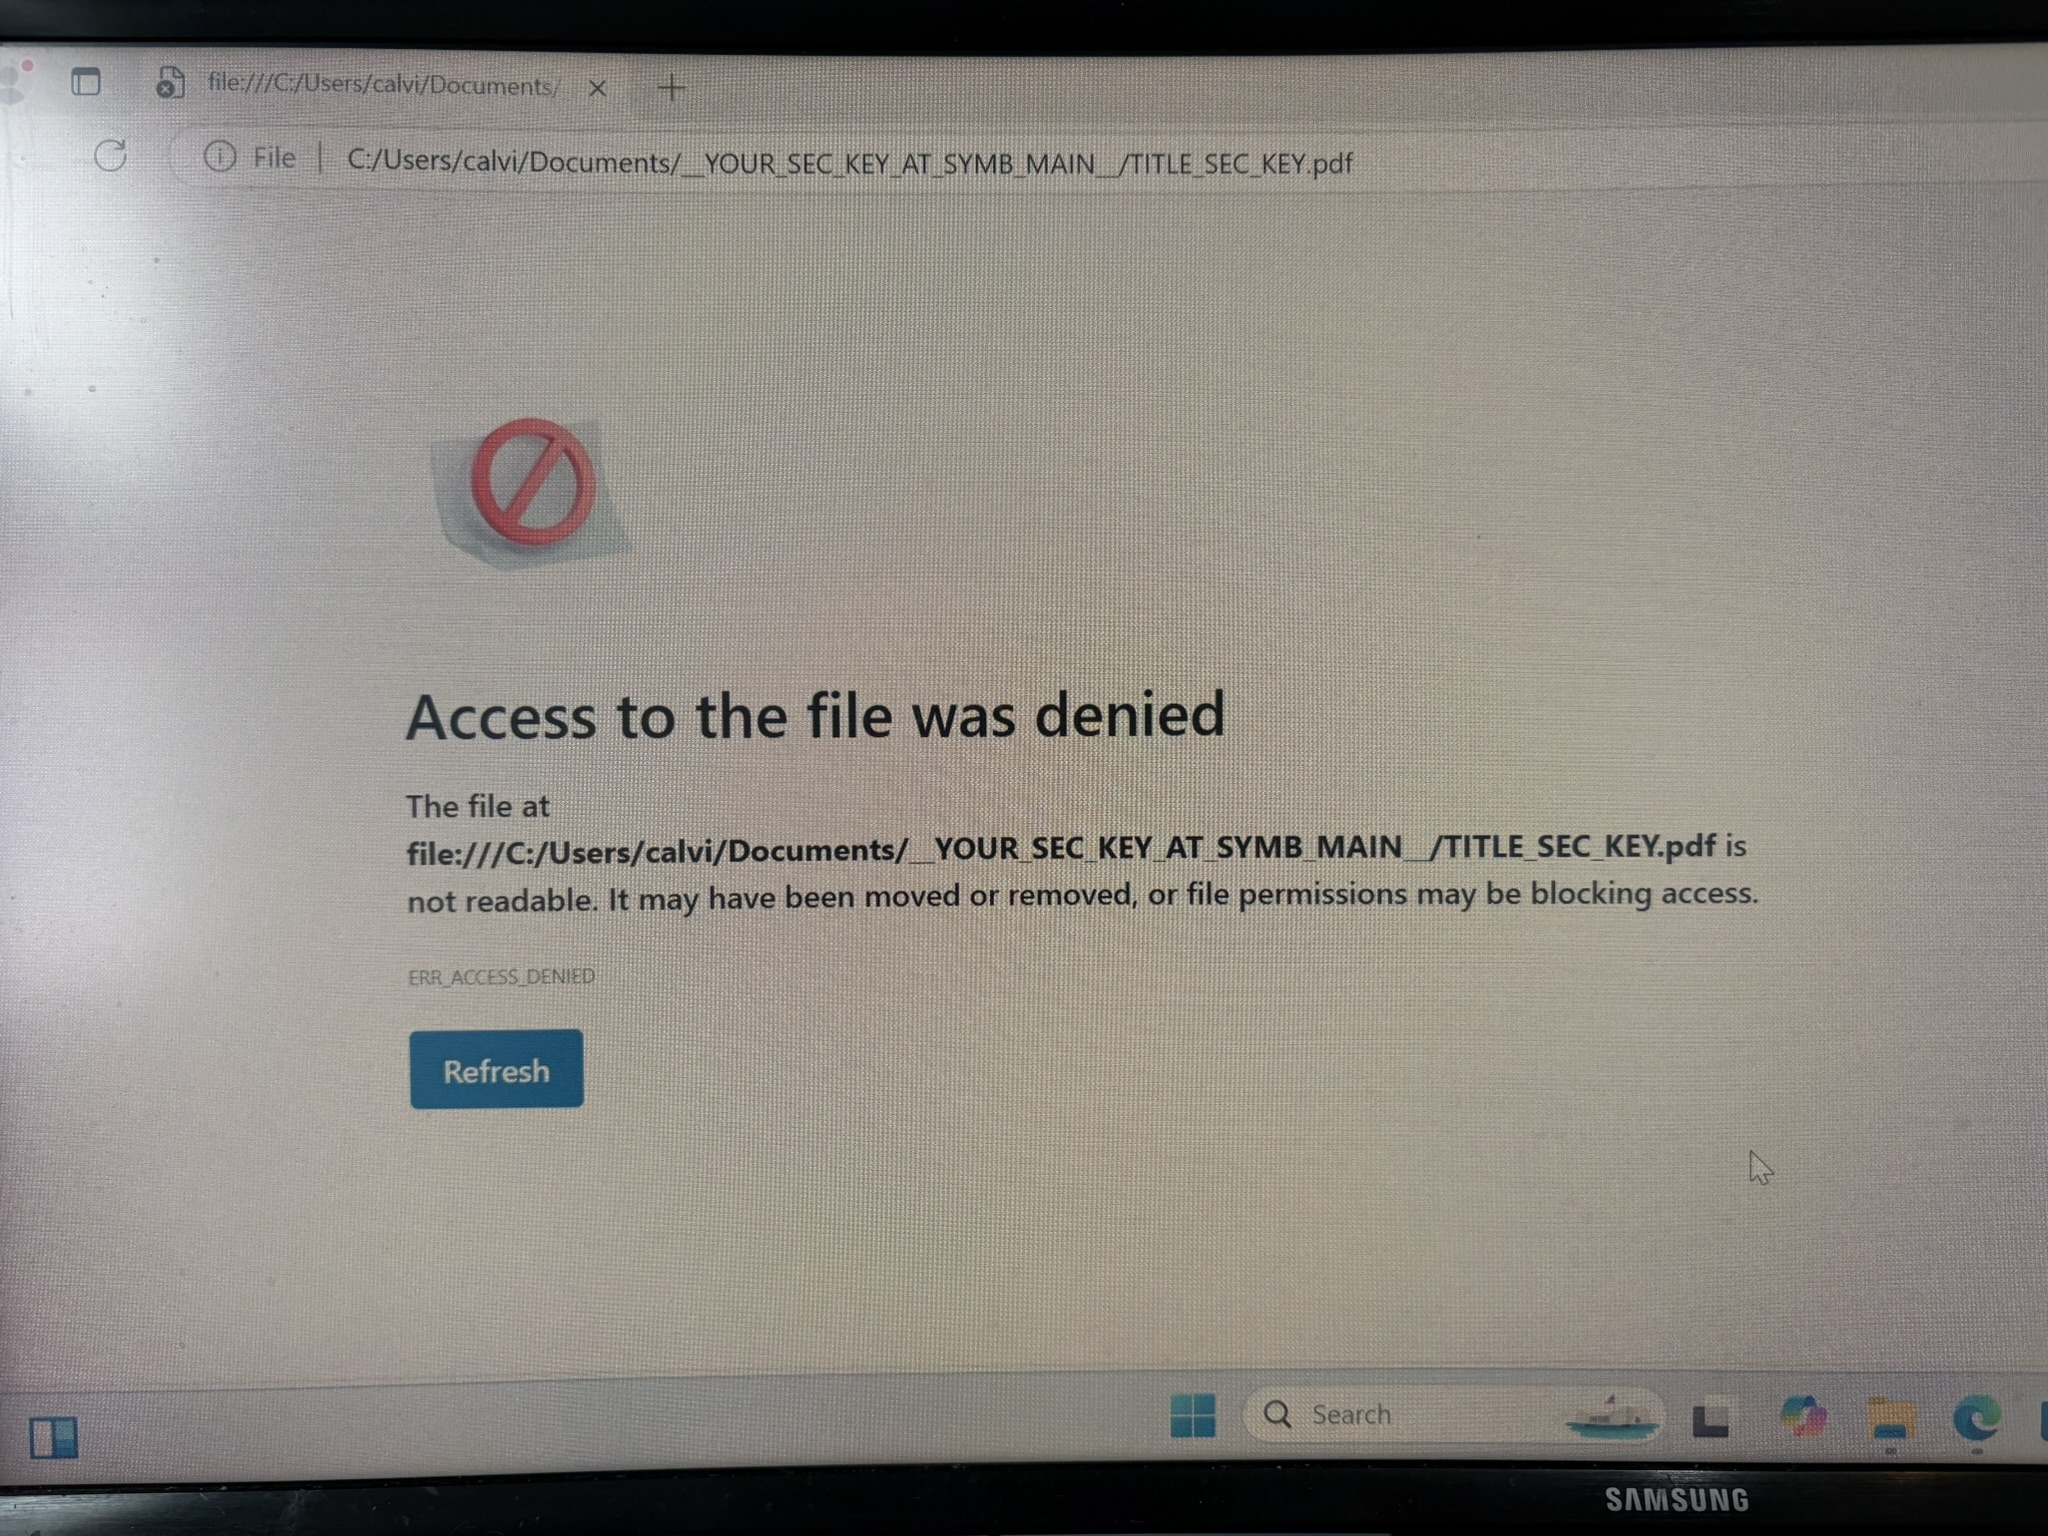 file:///C:/Users/calvi/Documents/
File | C:/Users/calvi/Documents/__YOUR_SEC_KEY_AT_SYMB_MAIN__/TITLE_SEC_KEY.pdf
Access to the file was denied
The file at
file:///C:/Users/calvi/Documents/__YOUR_SEC_KEY_AT_SYMB_MAIN__/TITLE_SEC_KEY.pdf is
not readable. It may have been moved or removed, or file permissions may be blocking access.
ERR_ACCESS_DENIED
Refresh
Search
SAMSUNG